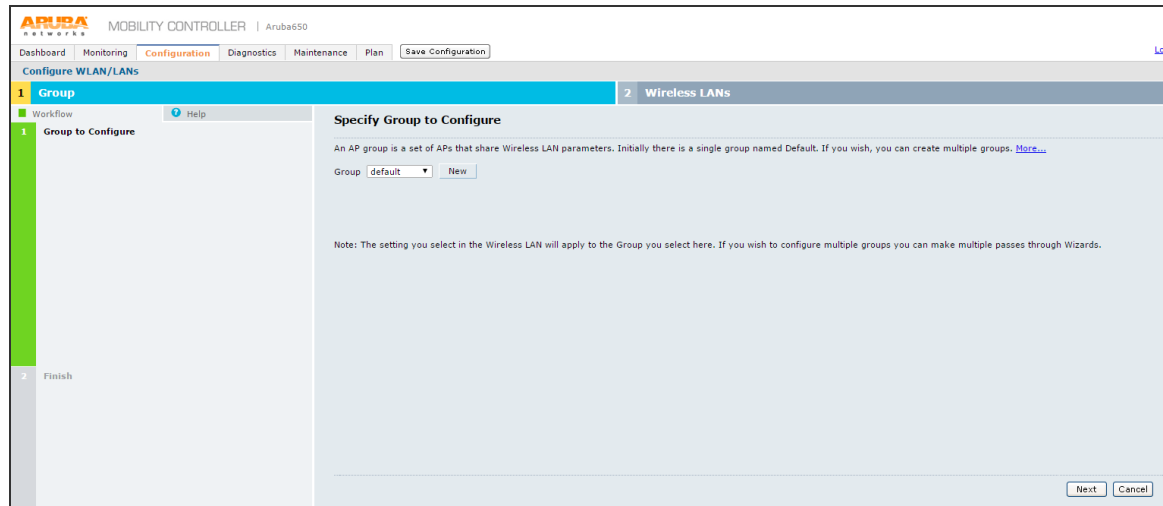 ARUBA networks MOBILITY CONTROLLER | Aruba650
Dashboard Monitoring Configuration Diagnostics Maintenance Plan Save Configuration
Configure WLAN/LANs
1 Group 2 Wireless LANs
Workflow ? Help
1 Group to Configure
Specify Group to Configure
An AP group is a set of APs that share Wireless LAN parameters. Initially there is a single group named Default. If you wish, you can create multiple groups. More...
Group default New
Note: The setting you select in the Wireless LAN will apply to the Group you select here. If you wish to configure multiple groups you can make multiple passes through Wizards.
2 Finish
Next Cancel